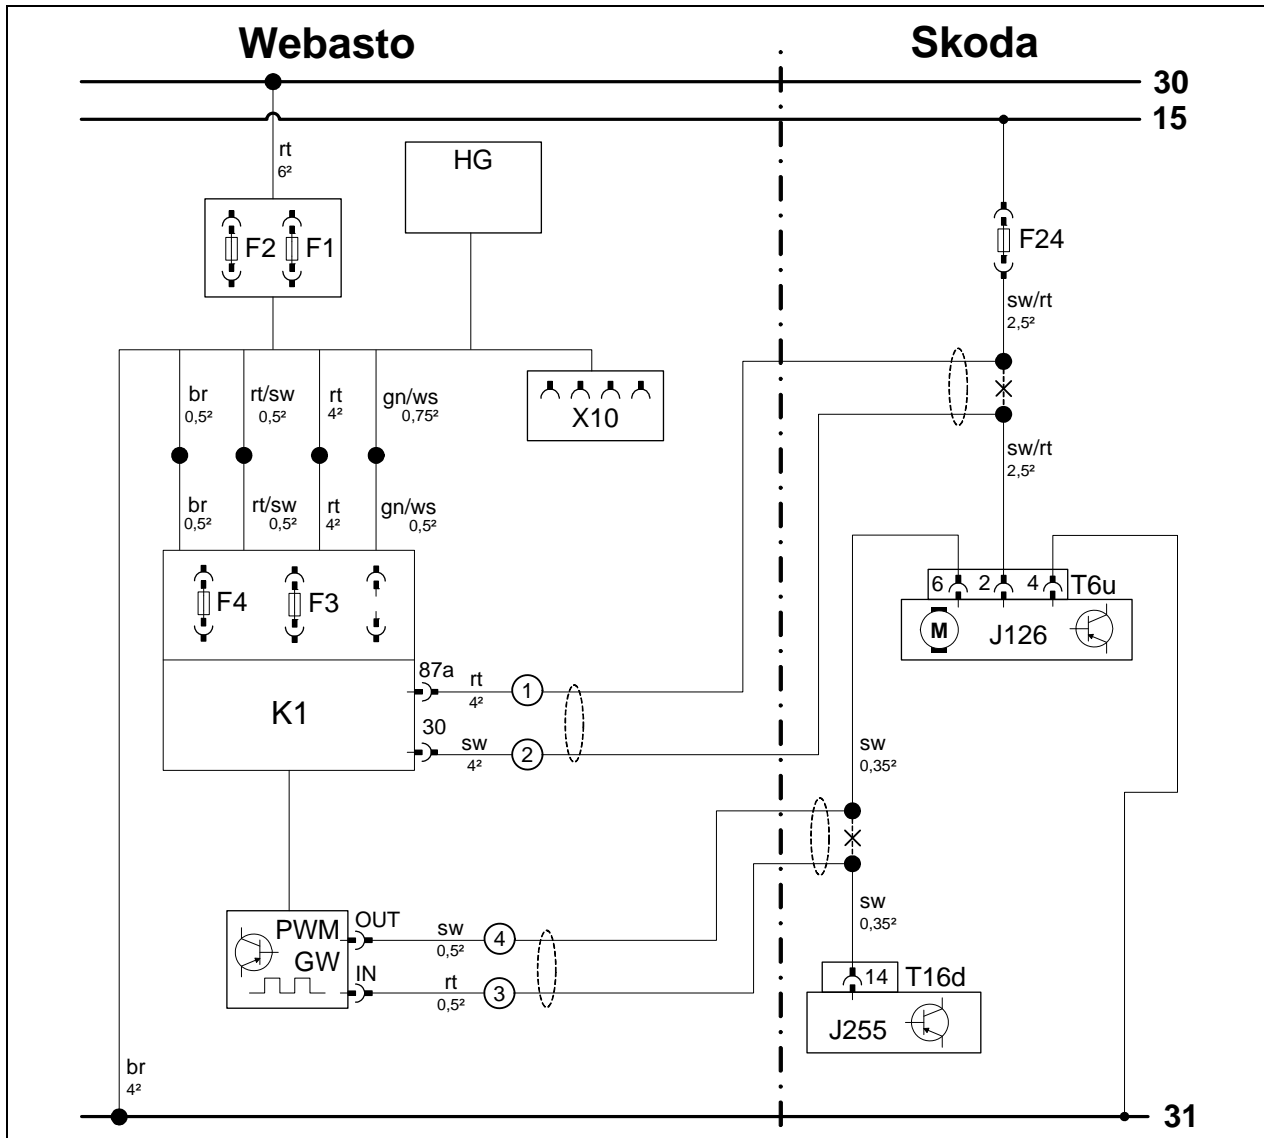 Webasto
Skoda
30
15
rt
6²
HG
F2
F1
F24
sw/rt
2,5²
br
0,5²
rt/sw
0,5²
rt
4²
gn/ws
0,75²
X10
sw/rt
2,5²
br
0,5²
rt/sw
0,5²
rt
4²
gn/ws
0,5²
6
2
4
T6u
F4
F3
M
J126
87a
rt
4²
1
K1
30
sw
4²
2
sw
0,35²
PWM
OUT
sw
0,5²
4
sw
0,35²
GW
IN
rt
0,5²
3
14
T16d
J255
br
4²
31